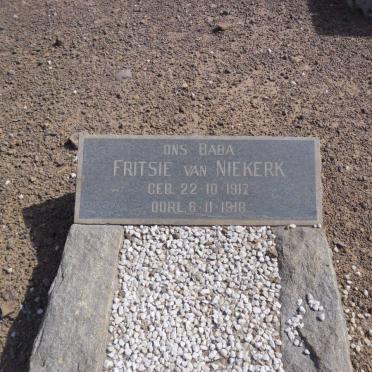 ONS BABA
FRITSIE VAN NIEKERK
GEB. 22-10-1917
OORL. 6-11-1918